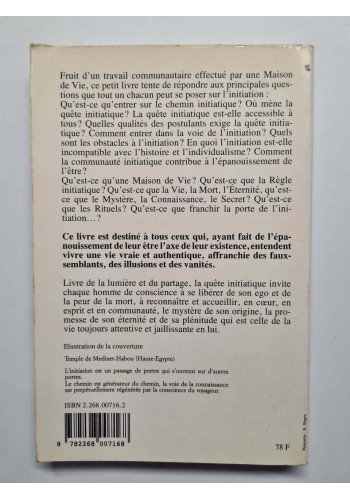 Fruit d'un travail communautaire effectué par une Maison
de Vie, ce petit livre tente de répondre aux principales ques-
tions que tout un chacun peut se poser sur l'initiation :
Qu'est-ce qu'entrer sur le chemin initiatique ? Où mène la
quête initiatique ? La quête initiatique est-elle accessible à
tous ? Quelles qualités des postulants exige la quête initia-
tique ? Comment entrer dans la voie de l'initiation ? Quels
sont les obstacles à l'initiation ? En quoi l'initiation est-elle
incompatible avec l'histoire et l'individualisme ? Comment
la communauté initiatique contribue à l'épanouissement de
l'être ?
Qu'est-ce qu'une Maison de Vie ? Qu'est-ce que la Règle
initiatique ? Qu'est-ce que la Vie, la Mort, l'Éternité, qu'est-
ce que le Mystère, la Connaissance, le Secret ? Qu'est-ce
que les Rituels ? Qu'est-ce que franchir la porte de l'ini-
tiation...?
Ce livre est destiné à tous ceux qui, ayant fait de l'épa-
nouissement de leur être l'axe de leur existence, entendent
vivre une vie vraie et authentique, affranchie des faux-
semblants, des illusions et des vanités.
Livre de la lumière et du partage, la quête initiatique invite
chaque homme de conscience à se libérer de son ego et de
la peur de la mort, à reconnaître et accueillir, en cœur, en
esprit et en communauté, le mystère de son origine, la pro-
messe de son éternité et de sa plénitude qui est celle de la
vie toujours attentive et jaillissante en lui.
Illustration de la couverture
Temple de Medinet-Habou (Haute-Egypte)
L'initiation est un passage de portes qui s'ouvrent sur d'autres
portes.
Le chemin est générateur du chemin, la voie de la connaissance
est perpétuellement régénérée par la conscience du voyageur.
ISBN 2.268.00716.2
9 782268 007168
78 F